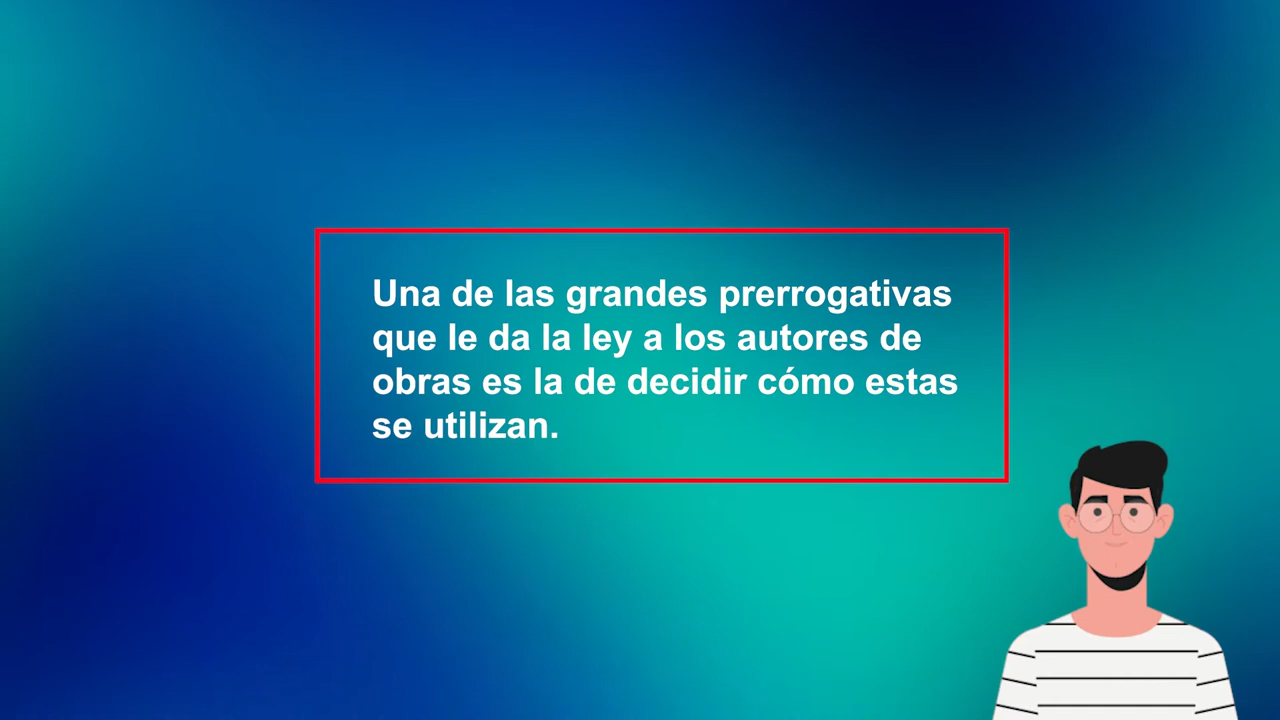 Una de las grandes prerrogativas
que le da la ley a los autores de
obras es la de decidir cómo estas
se utilizan.